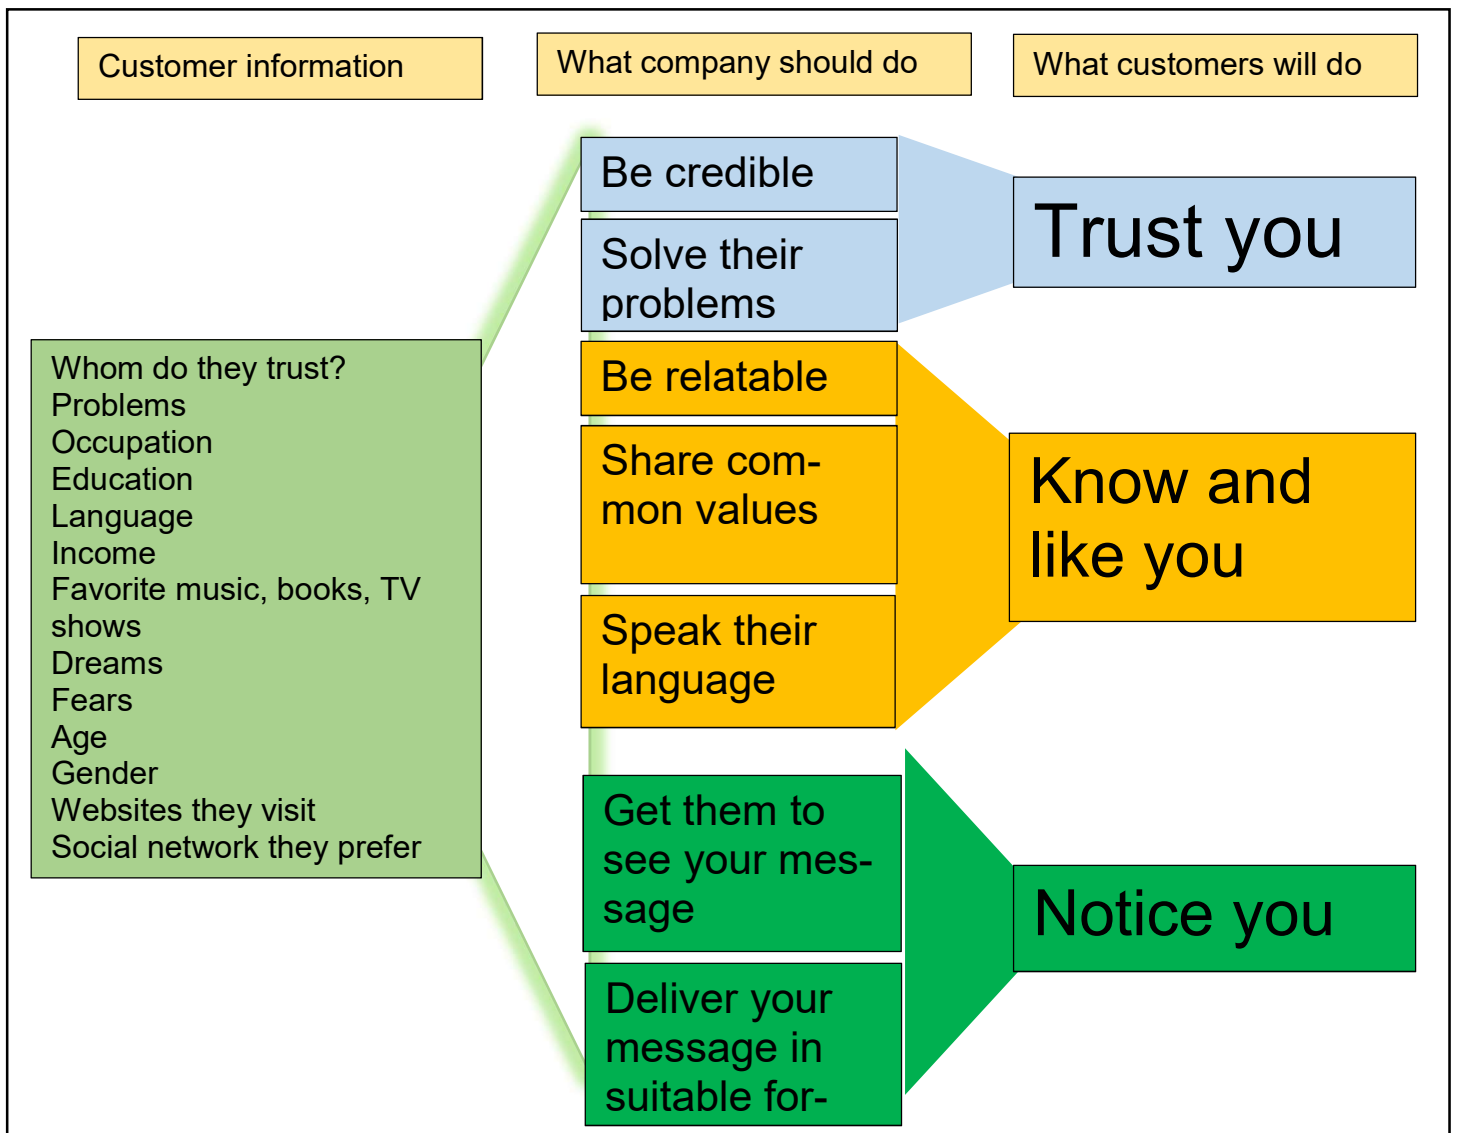 Customer information
What company should do
What customers will do
Whom do they trust?
Problems
Occupation
Education
Language
Income
Favorite music, books, TV
shows
Dreams
Fears
Age
Gender
Websites they visit
Social network they prefer
Be credible
Solve their
problems
Be relatable
Share com-
mon values
Speak their
language
Get them to
see your mes-
sage
Deliver your
message in
suitable for-
Trust you
Know and
like you
Notice you